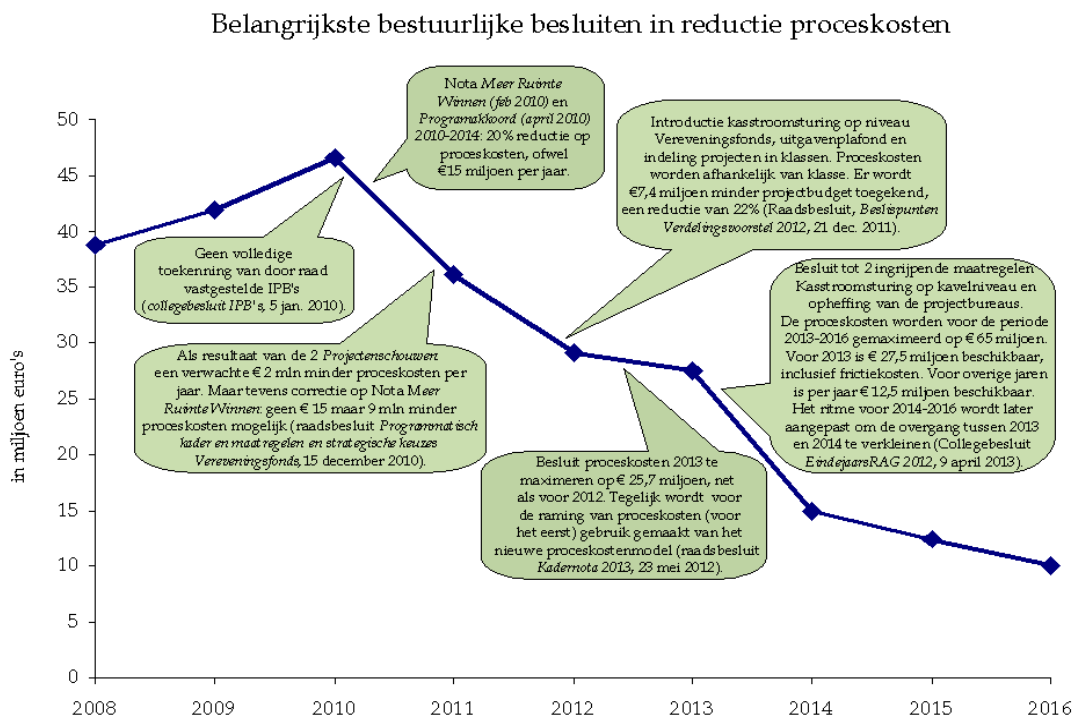 Belangrijkste bestuurlijke besluiten in reductie proceskosten
Nota Meer Ruimte
Winnen (feb 2010) en
Programakkoord (april 2010)
2010-2014: 20% reductie op
proceskosten, ofwel
€15 miljoen per jaar.
Introductie kasstroomsturing op niveau
Vereveningsfonds, uitgavenplafond en
indeling projecten in klassen. Proceskosten
worden afhankelijk van klasse. Er wordt
€7,4 miljoen minder projectbudget toegekend,
een reductie van 22% (Raadsbesluit, Beslispunten
Verdelingsvoorstel 2012, 21 dec. 2011).
Geen volledige
toekenning van door raad
vastgestelde IPB's
(collegebesluit IPB's, 5 jan. 2010).
Besluit tot 2 ingrijpende maatregelen
Kasstroomsturing op kavelniveau en
opheffing van de projectbureaus.
De proceskosten worden voor de periode
2013-2016 gemaximeerd op € 65 miljoen.
Voor 2013 is € 27,5 miljoen beschikbaar,
inclusief frictiekosten. Voor overige jaren
is per jaar € 12,5 miljoen beschikbaar.
Het ritme voor 2014-2016 wordt later
aangepast om de overgang tussen 2013
en 2014 te verkleinen (Collegebesluit
EindejaarsRAG 2012, 9 april 2013).
Als resultaat van de 2 Projectenschouwen
een verwachte € 2 mln minder proceskosten per
jaar. Maar tevens correctie op Nota Meer
Ruimte Winnen: geen € 15 maar 9 mln minder
proceskosten mogelijk (raadsbesluit Programmatisch
kader en maatregelen en strategische keuzes
Vereveningsfonds, 15 december 2010).
Besluit proceskosten 2013 te
maximeren op € 25,7 miljoen, net
als voor 2012. Tegelijk wordt voor
de raming van proceskosten (voor
het eerst) gebruik gemaakt van het
nieuwe proceskostenmodel (raadsbesluit
Kadernota 2013, 23 mei 2012).
in miljoen euro's
50
45
40
35
30
25
20
15
10
5
0
2008 2009 2010 2011 2012 2013 2014 2015 2016